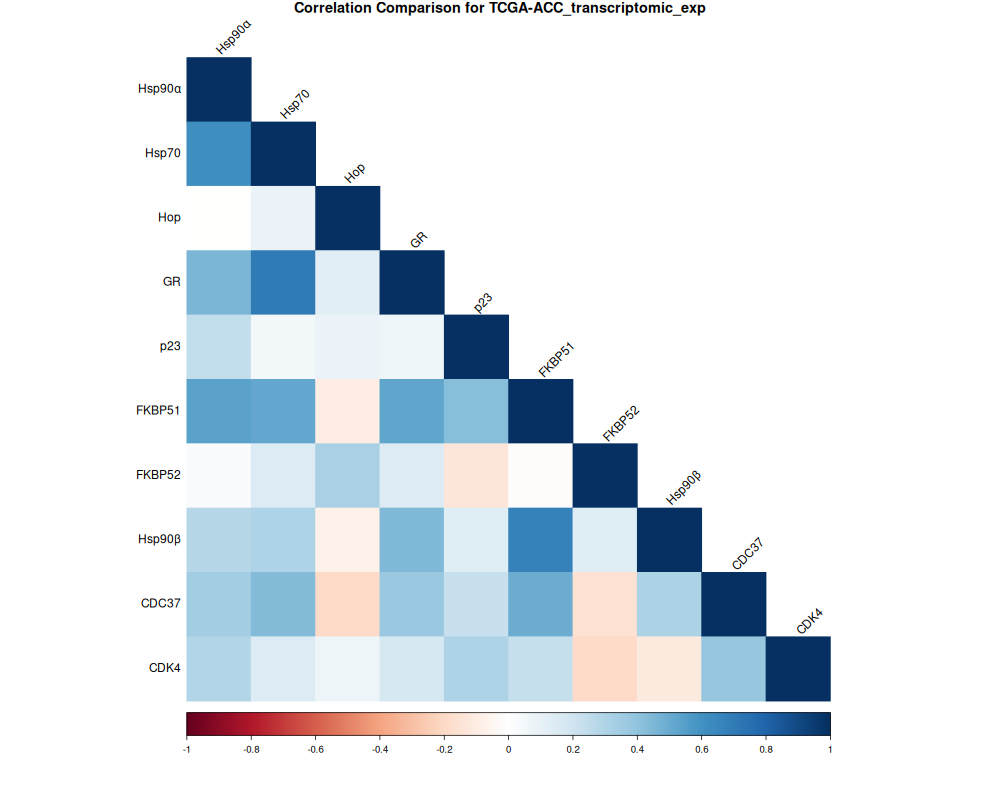 Correlation Comparison for TCGA-ACC_transcriptomic_exp
Hsp90α
Hsp90α
Hsp70
Hsp70
Hop
Hop
GR
GR
p23
p23
FKBP51
FKBP51
FKBP52
FKBP52
Hsp90β
Hsp90β
CDC37
CDC37
CDK4
CDK4
-1 -0.8 -0.6 -0.4 -0.2 0 0.2 0.4 0.6 0.8 1